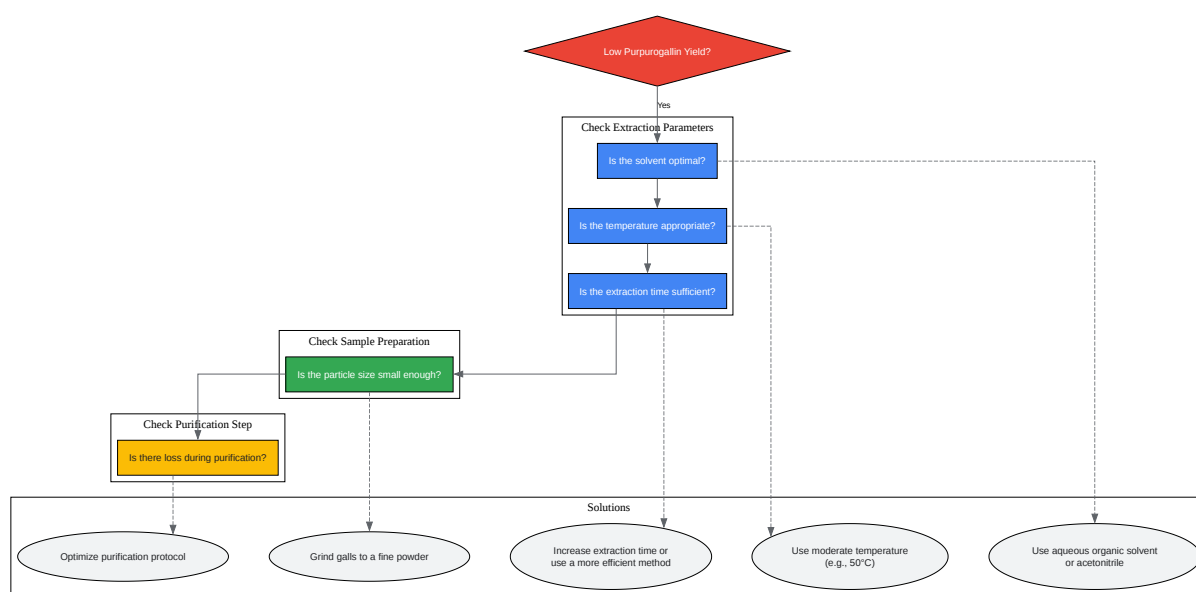 Low Purpurogallin Yield?
Yes
Check Extraction Parameters
Is the solvent optimal?
Is the temperature appropriate?
Is the extraction time sufficient?
Check Sample Preparation
Is the particle size small enough?
Check Purification Step
Is there loss during purification?
Solutions
Optimize purification protocol
Grind galls to a fine powder
Increase extraction time or
use a more efficient method
Use moderate temperature
(e.g., 50°C)
Use aqueous organic solvent
or acetonitrile